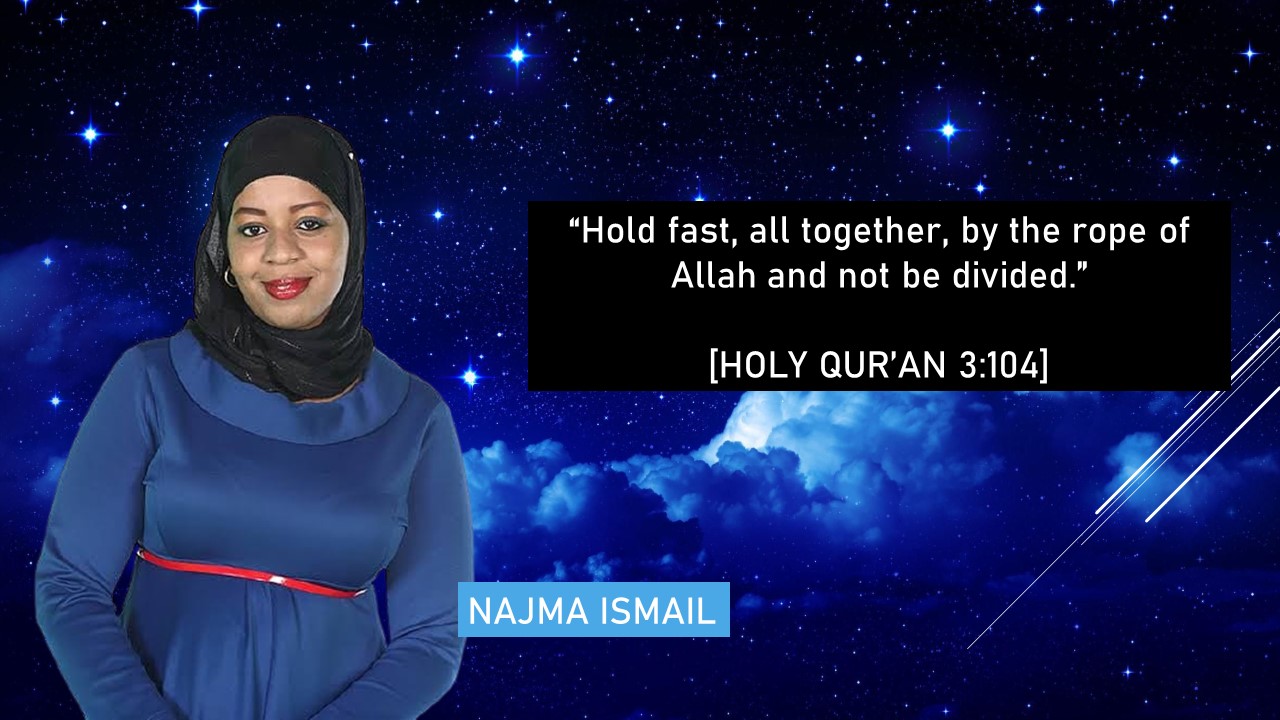 “Hold fast, all together, by the rope of
Allah and not be divided.”
[HOLY QUR’AN 3:104]
NAJMA ISMAIL